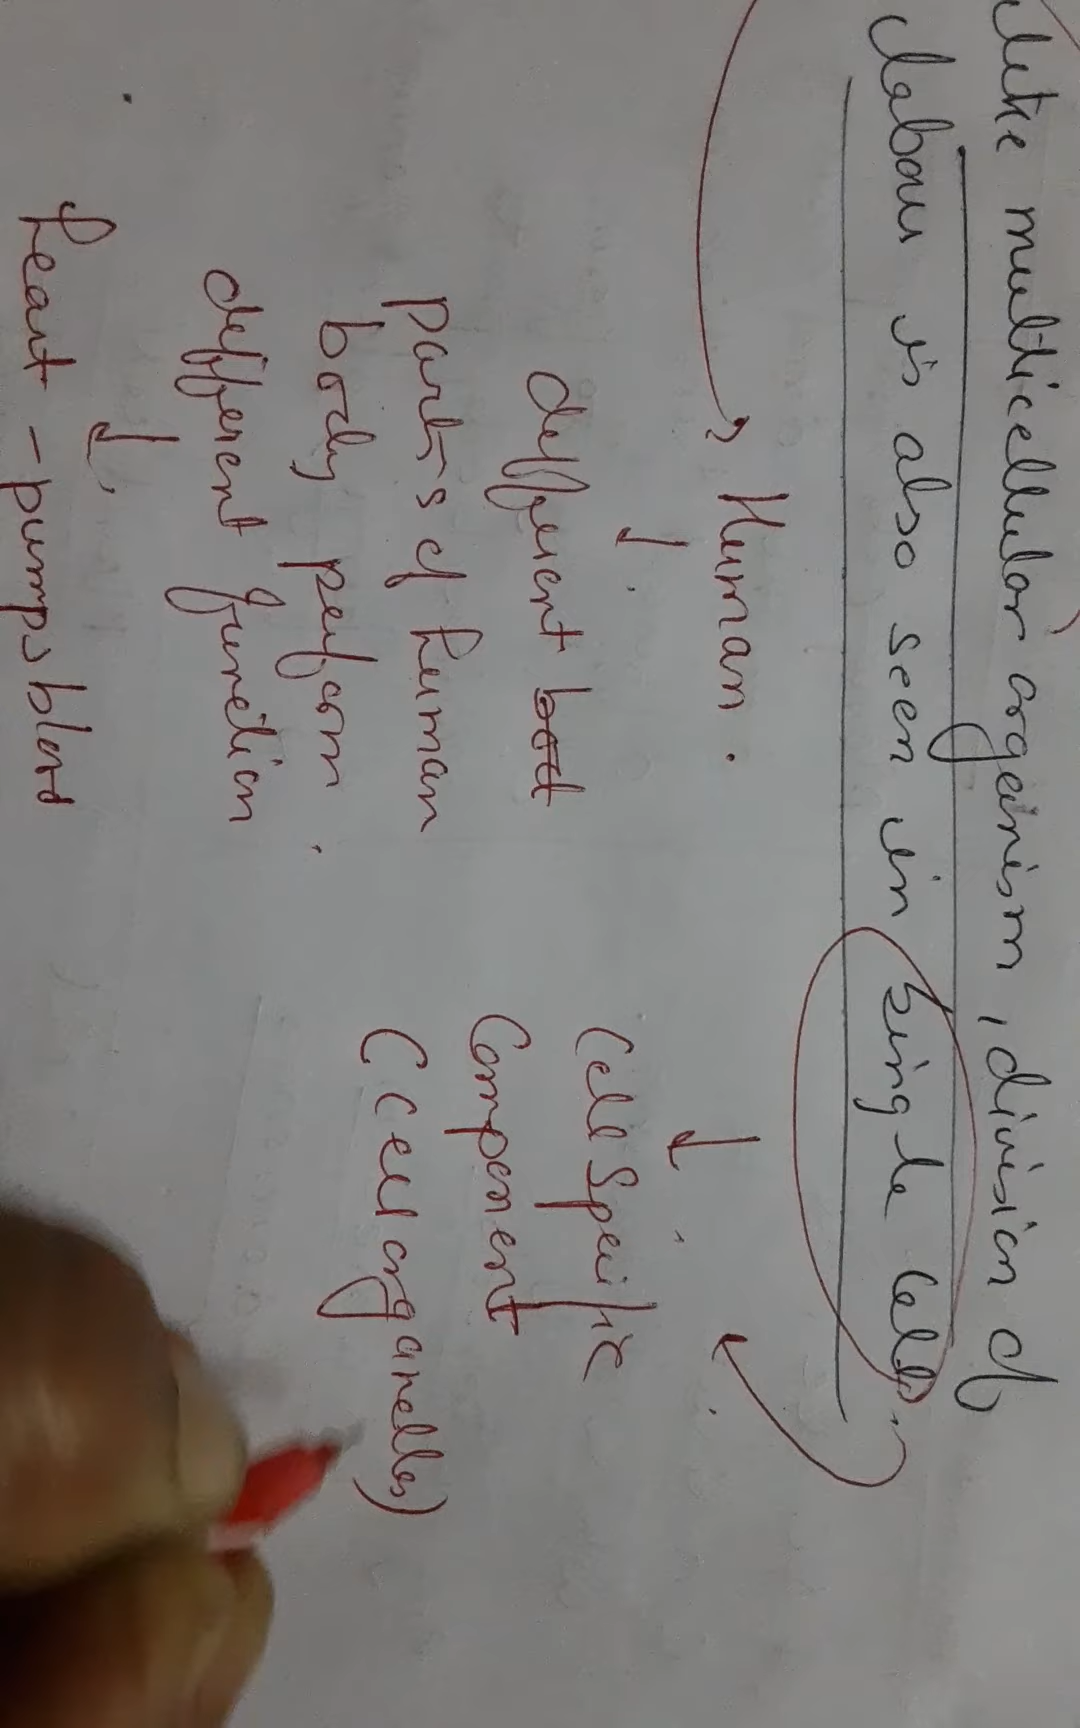 like multicellular organism, division of
labour is also seen in single cell.
Human.
different bod
parts of human
body perform
different function
heart - pumps blood
Cell Specific
Component
(Cell organelles)